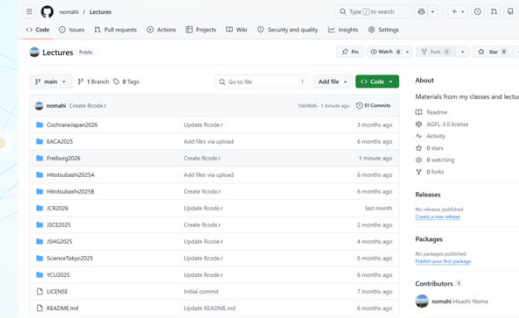 nomahi / Lectures
Type / to search
Code Issues Pull requests Actions Projects Wiki Security and quality Insights Settings
Lectures Public
Pin Watch 0 Fork 0 Star 0
main 1 Branch 0 Tags
Go to file
Add file
Code
nomahi Create Rcode.r
1 minute ago 51 Commits
CochraneJapan2026 Update Rcode.r 3 months ago
EACA2025 Add files via upload 6 months ago
Freiburg2026 Create Rcode.r 1 minute ago
Hitotsubashi2025A Add files via upload 6 months ago
Hitotsubashi2025B Create Rcode.r 6 months ago
JCR2026 Update Rcode.r last month
JSCE2025 Create Rcode.r 2 months ago
JSHG2025 Update Rcode.r 4 months ago
ScienceTokyo2025 Update Rcode.r 6 months ago
YCU2025 Update Rcode.r 6 months ago
LICENSE Initial commit 7 months ago
README.md Update README.md 6 months ago
About
Materials from my classes and lectu
Readme
AGPL-3.0 license
Activity
0 stars
0 watching
0 forks
Releases
No releases published
Create a new release
Packages
No packages published
Publish your first package
Contributors 1
nomahi Hisashi Noma